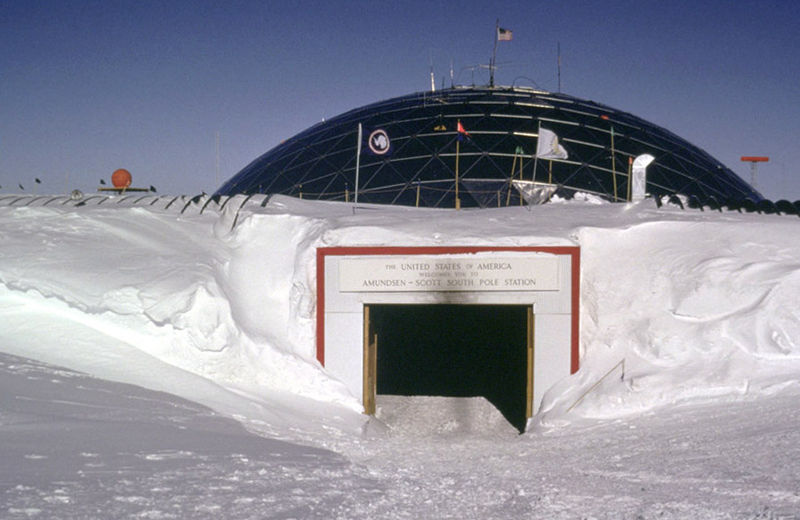 THE UNITED STATES OF AMERICA
WELCOMES YOU TO
AMUNDSEN – SCOTT SOUTH POLE STATION